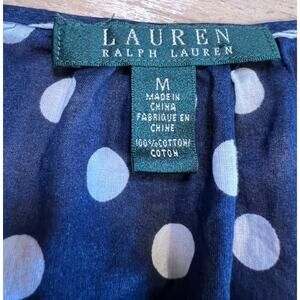 LAUREN
RALPH LAUREN
M
MADE IN
CHINA
FABRIQUE EN
CHINE
100% COTTON/
COTON